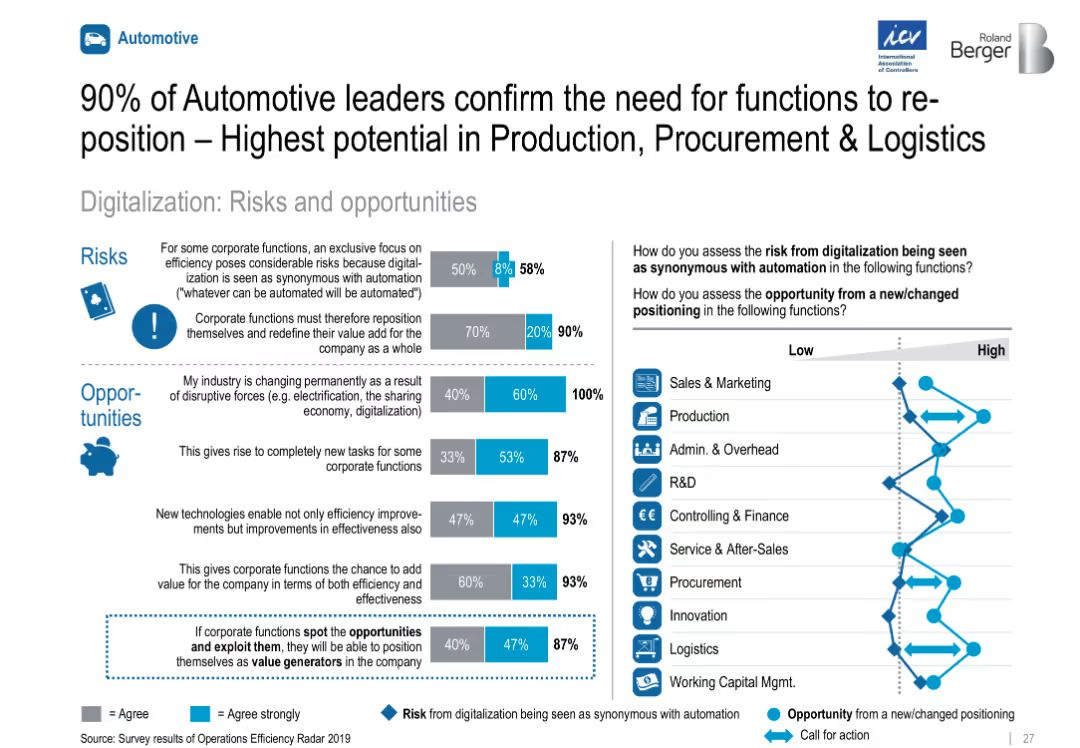 Automotive
icv
International
Association
of Controllers
Roland
Berger
90% of Automotive leaders confirm the need for functions to re-
position – Highest potential in Production, Procurement & Logistics
Digitalization: Risks and opportunities
Risks
For some corporate functions, an exclusive focus on
efficiency poses considerable risks because digital-
ization is seen as synonymous with automation
("whatever can be automated will be automated")
50% 8% 58%
!
Corporate functions must therefore reposition
themselves and redefine their value add for the
company as a whole
70% 20% 90%
Oppor-
tunities
My industry is changing permanently as a result
of disruptive forces (e.g. electrification, the sharing
economy, digitalization)
40% 60% 100%
This gives rise to completely new tasks for some
corporate functions
33% 53% 87%
New technologies enable not only efficiency improve-
ments but improvements in effectiveness also
47% 47% 93%
This gives corporate functions the chance to add
value for the company in terms of both efficiency and
effectiveness
60% 33% 93%
If corporate functions spot the opportunities
and exploit them, they will be able to position
themselves as value generators in the company
40% 47% 87%
= Agree
= Agree strongly
How do you assess the risk from digitalization being seen
as synonymous with automation in the following functions?
How do you assess the opportunity from a new/changed
positioning in the following functions?
Low High
Sales & Marketing
Production
Admin. & Overhead
R&D
€€ Controlling & Finance
Service & After-Sales
Procurement
Innovation
Logistics
Working Capital Mgmt.
Risk from digitalization being seen as synonymous with automation
Opportunity from a new/changed positioning
Call for action
Source: Survey results of Operations Efficiency Radar 2019
27